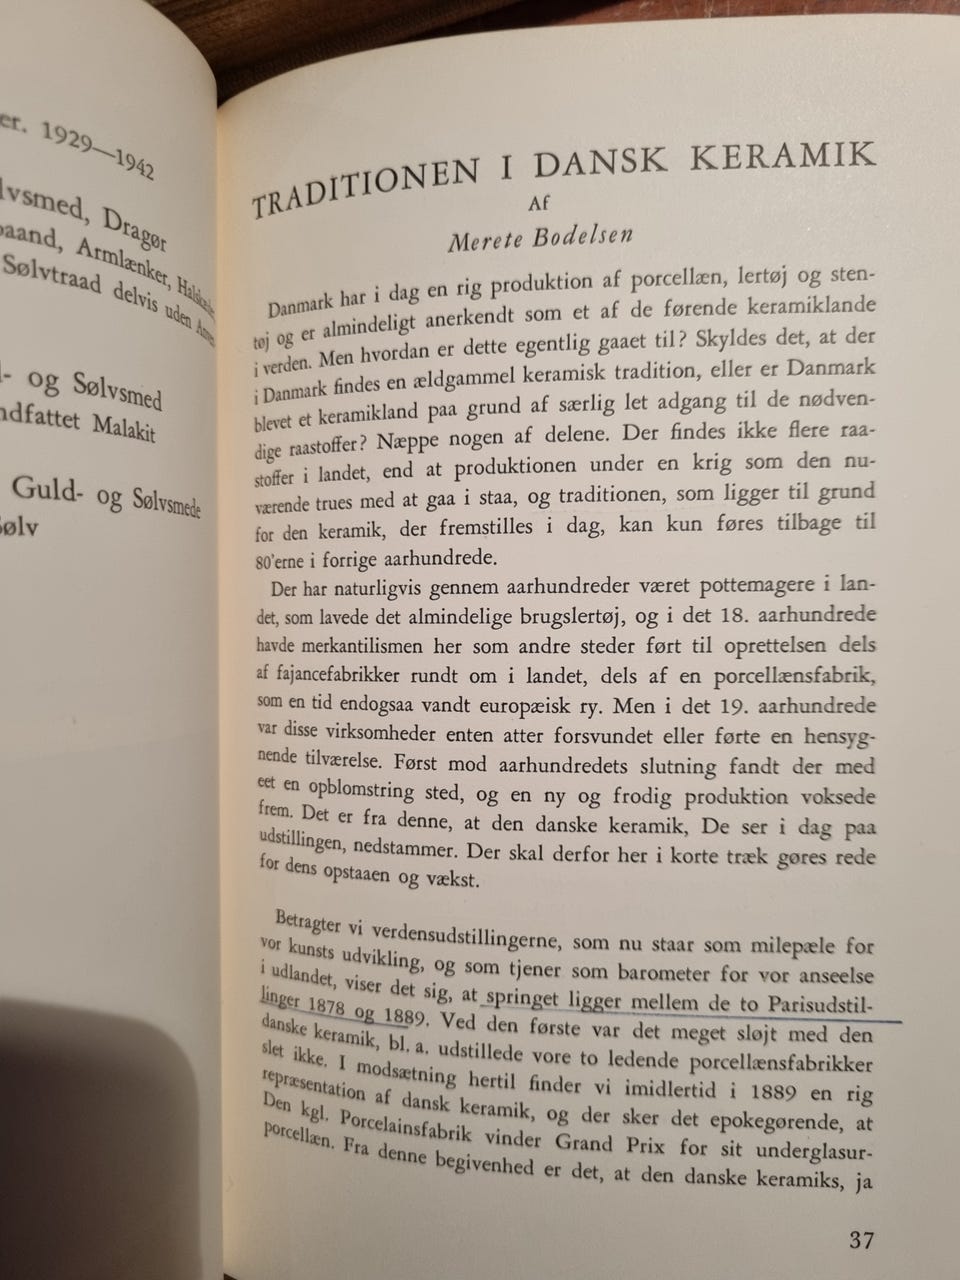 er. 1929—1942
lvsmed, Dragør
baand, Armlænker,
Sølvtraad delvis uden
- og Sølvsmed
ndfattet Malakit
Guld- og Sølvsmede
Sølv
TRADITIONEN I DANSK KERAMIK
Af
Merete Bodelsen
Danmark har i dag en rig produktion af porcellæn, lertøj og sten-
tøj og er almindeligt anerkendt som et af de førende keramiklande
i verden. Men hvordan er dette egentlig gaaet til? Skyldes det, at der
i Danmark findes en ældgammel keramisk tradition, eller er Danmark
blevet et keramikland paa grund af særlig let adgang til de nødven-
dige raastoffer? Næppe nogen af delene. Der findes ikke flere raa-
stoffer i landet, end at produktionen under en krig som den nu-
værende trues med at gaa i staa, og traditionen, som ligger til grund
for den keramik, der fremstilles i dag, kan kun føres tilbage til
80'erne i forrige aarhundrede.
Der har naturligvis gennem aarhundreder været pottemagere i lan-
det, som lavede det almindelige brugslertøj, og i det 18. aarhundrede
havde merkantilismen her som andre steder ført til oprettelsen dels
af fajancefabrikker rundt om i landet, dels af en porcellænsfabrik,
som en tid endogsaa vandt europæisk ry. Men i det 19. aarhundrede
var disse virksomheder enten atter forsvundet eller førte en hensyg-
nende tilværelse. Først mod aarhundredets slutning fandt der med
eet en opblomstring sted, og en ny og frodig produktion voksede
frem. Det er fra denne, at den danske keramik, De ser i dag paa
udstillingen, nedstammer. Der skal derfor her i korte træk gøres rede
for dens opstaaen og vækst.
Betragter vi verdensudstillingerne, som nu staar som milepæle for
vor kunsts udvikling, og som tjener som barometer for vor anseelse
i udlandet, viser det sig, at springet ligger mellem de to Parisudstil-
linger 1878 og 1889. Ved den første var det meget sløjt med den
danske keramik, bl. a. udstillede vore to ledende porcellænsfabrikker
slet ikke. I modsætning hertil finder vi imidlertid i 1889 en rig
repræsentation af dansk keramik, og der sker det epokegørende, at
Den kgl. Porcelainsfabrik vinder Grand Prix for sit underglasur-
porcellæn. Fra denne begivenhed er det, at den danske keramiks, ja
37